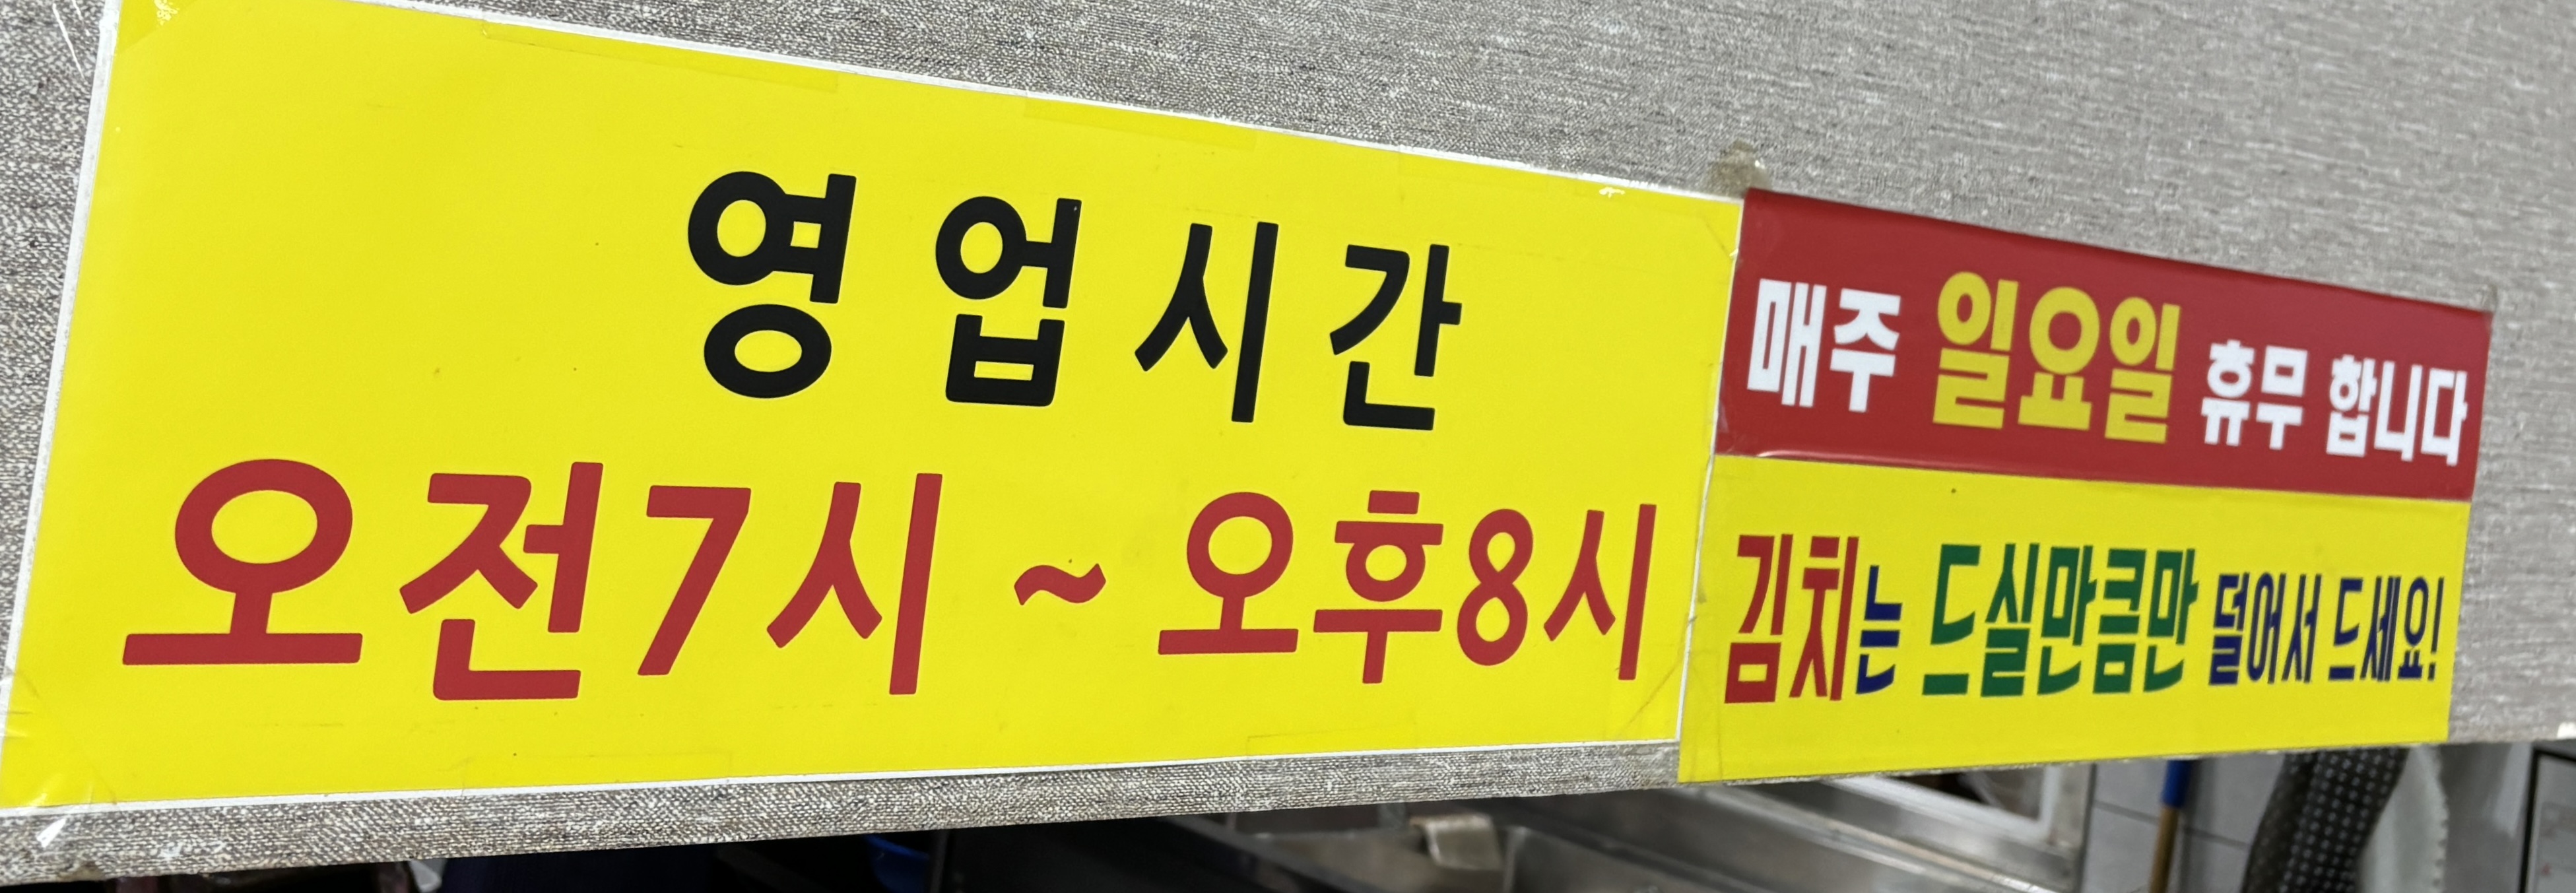 영업시간
오전7시 ~ 오후8시
매주 일요일 휴무 합니다
김치는 드실만큼만 덜어서 드세요!